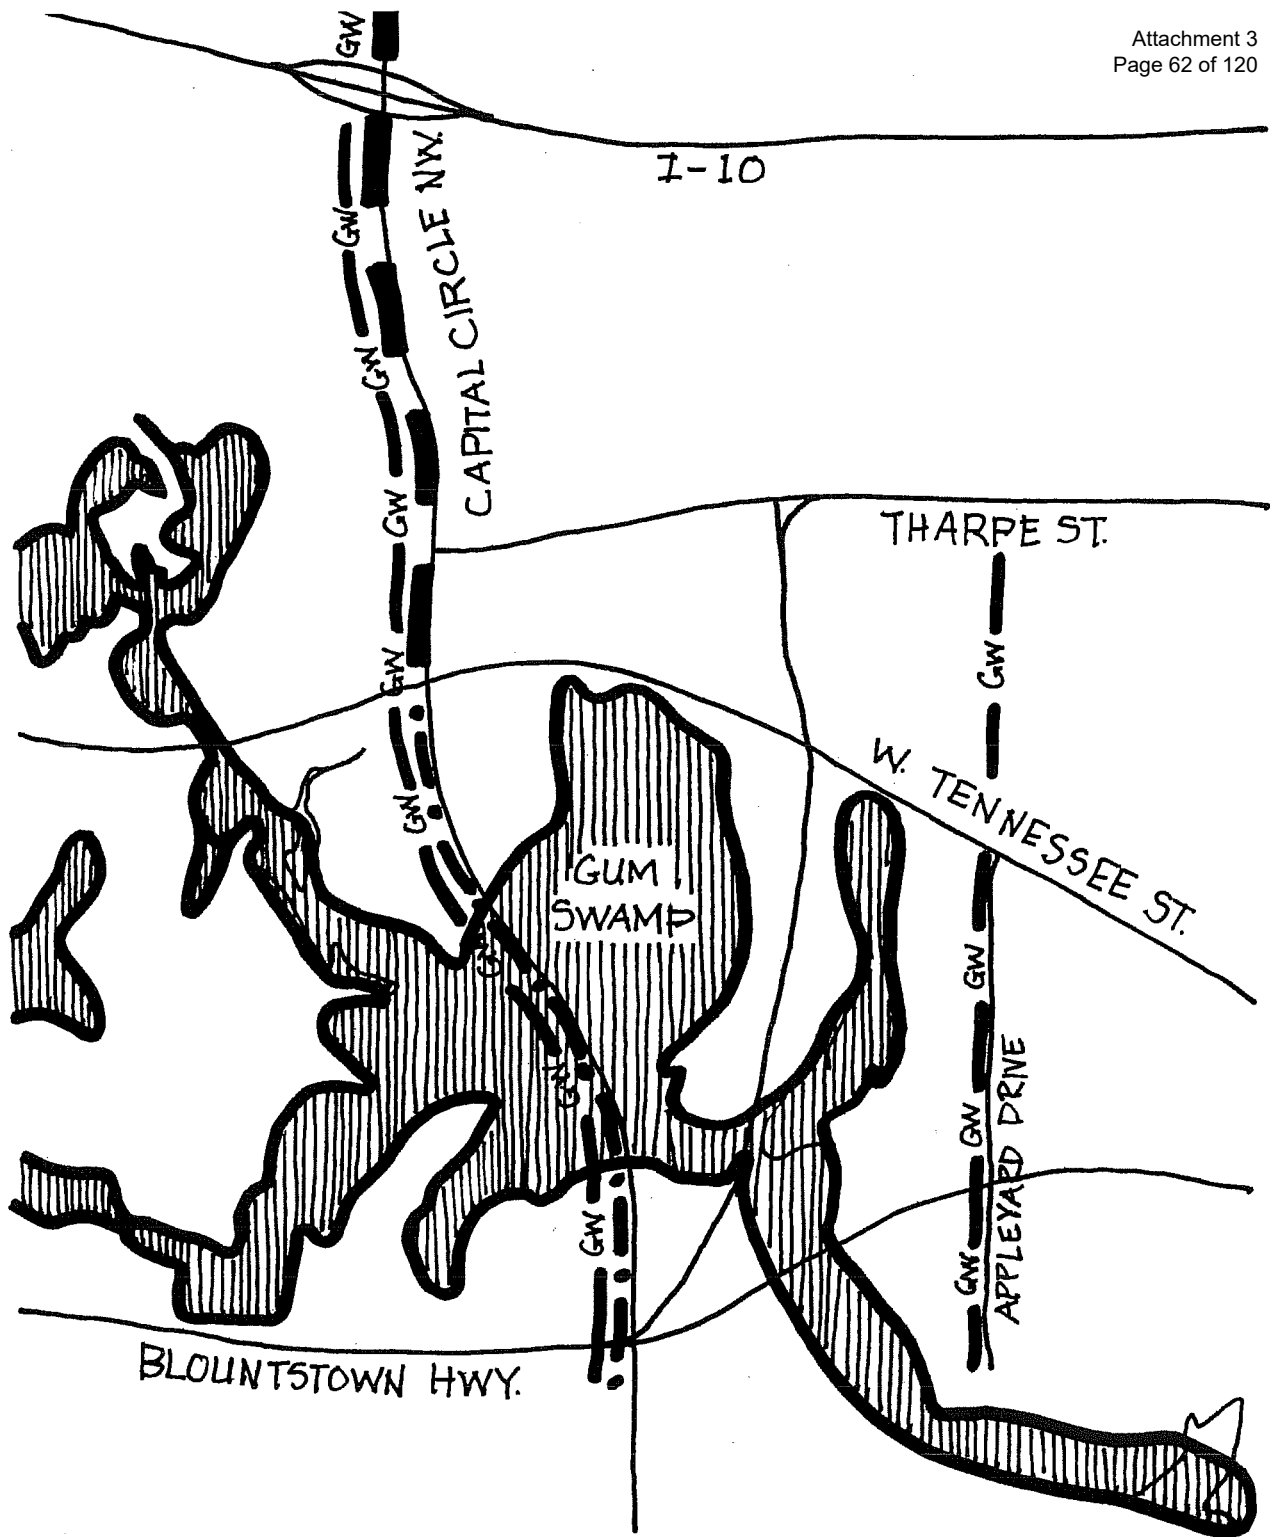 Attachment 3
Page 62 of 120
GW
I-10
CAPITAL CIRCLE NW.
GW
GW
GW
THARPE ST.
GW
GW
W. TENNESSEE ST.
GW
GUM
SWAMP
GW
GW
GW
APPLEYARD DRIVE
GW
GW
GW
BLOUNTSTOWN HWY.